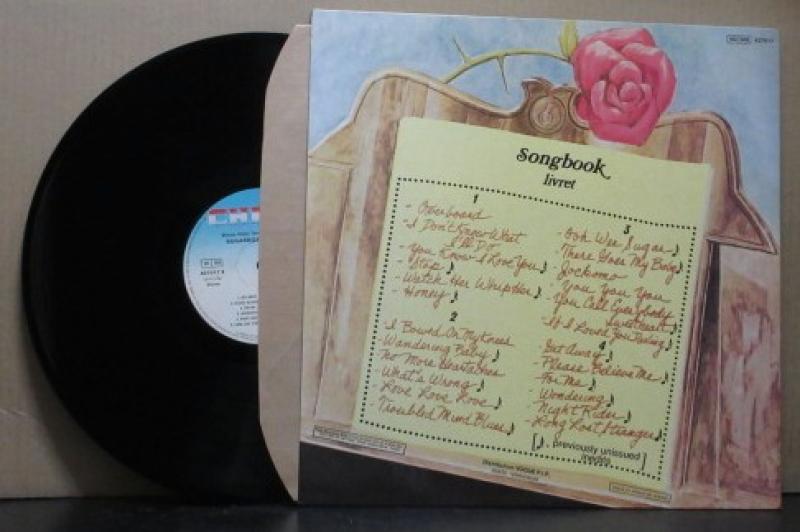 Songbook
livret
1
- Overboard
- I Don't Know What
I'll Do
- You Know I Love You ♪
- Stop ♪
- Watch Her Whip Her ♪
- Honey ♪
2
- I Bowed On My Knees
- Wandering Baby ♪
- No More Heartaches
- What's Wrong ♪
- Love Love Love ♪
- Troubled Mind Blues ♪
3
- Ooh Wee Sugar ♪
- There Goes My Baby ♪
- Jockomo
- You You You
- You Call Everybody
Sweetheart ♪
- If I Loved You Darling ♪
4
- Get Away ♪
- Please Believe Me ♪
- For Me ♪
- Wondering ♪
- Night Rider ♪
- Long Lost Stranger ♪
[♪ previously unissued
inédits]